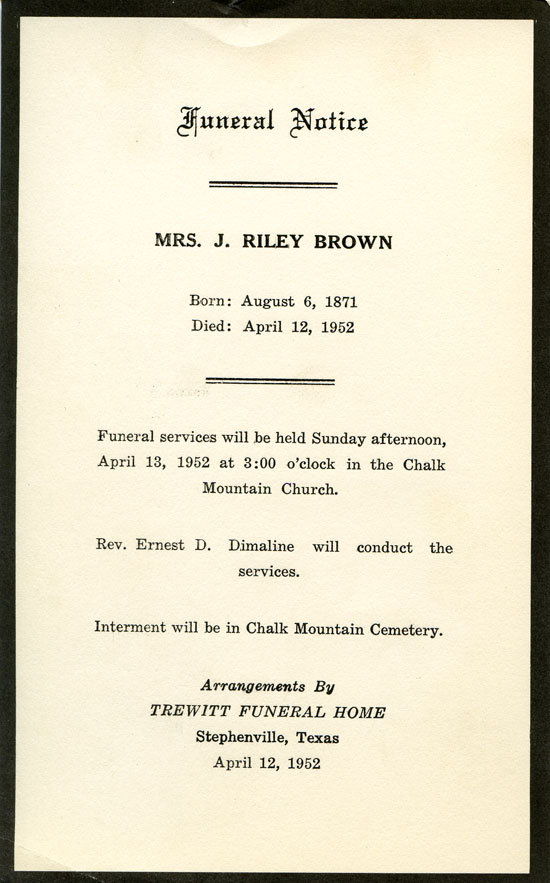 Funeral Notice
MRS. J. RILEY BROWN
Born: August 6, 1871
Died: April 12, 1952
Funeral services will be held Sunday afternoon,
April 13, 1952 at 3:00 o'clock in the Chalk
Mountain Church.
Rev. Ernest D. Dimaline will conduct the
services.
Interment will be in Chalk Mountain Cemetery.
Arrangements By
TREWITT FUNERAL HOME
Stephenville, Texas
April 12, 1952